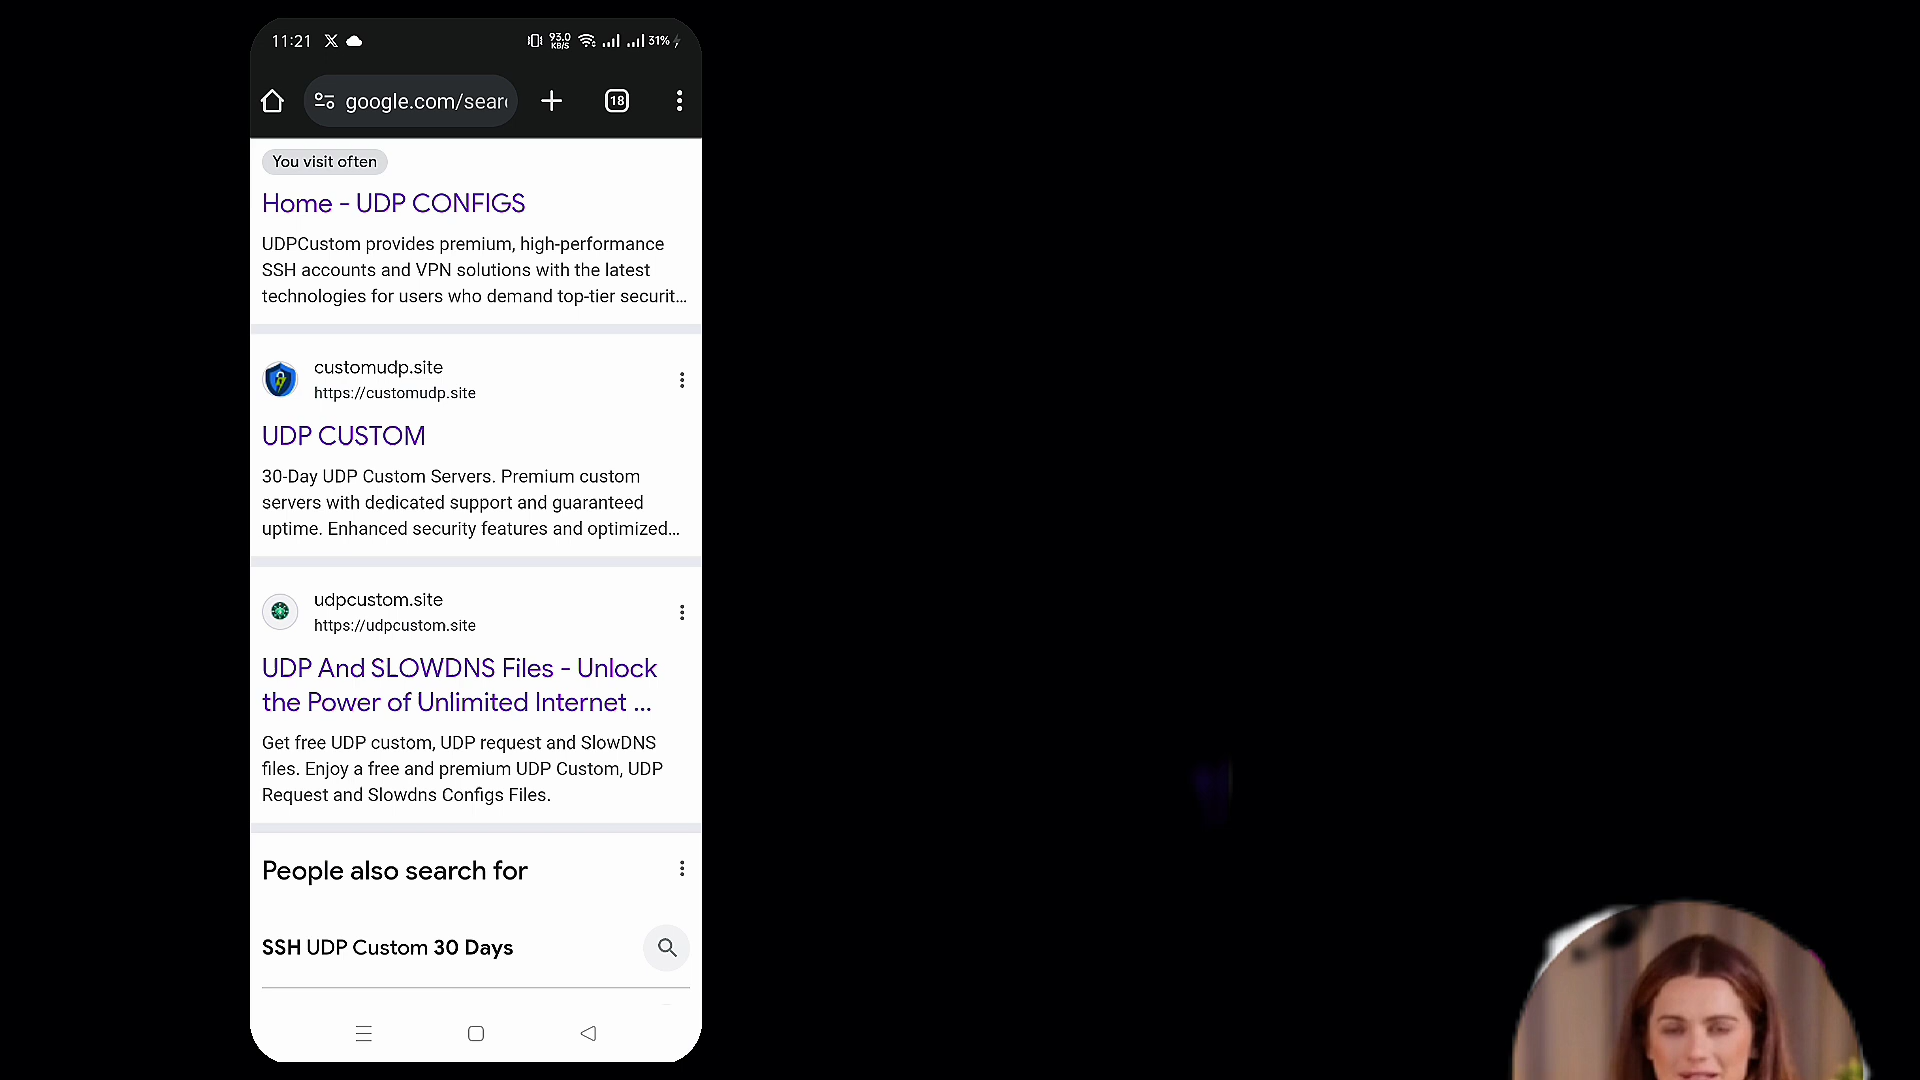 11:21
93.0
KB/S
31%
google.com/sear
18
You visit often
Home - UDP CONFIGS
UDPCustom provides premium, high-performance
SSH accounts and VPN solutions with the latest
technologies for users who demand top-tier securit...
customudp.site
https://customudp.site
UDP CUSTOM
30-Day UDP Custom Servers. Premium custom
servers with dedicated support and guaranteed
uptime. Enhanced security features and optimized...
udpcustom.site
https://udpcustom.site
UDP And SLOWDNS Files - Unlock
the Power of Unlimited Internet ...
Get free UDP custom, UDP request and SlowDNS
files. Enjoy a free and premium UDP Custom, UDP
Request and Slowdns Configs Files.
People also search for
SSH UDP Custom 30 Days